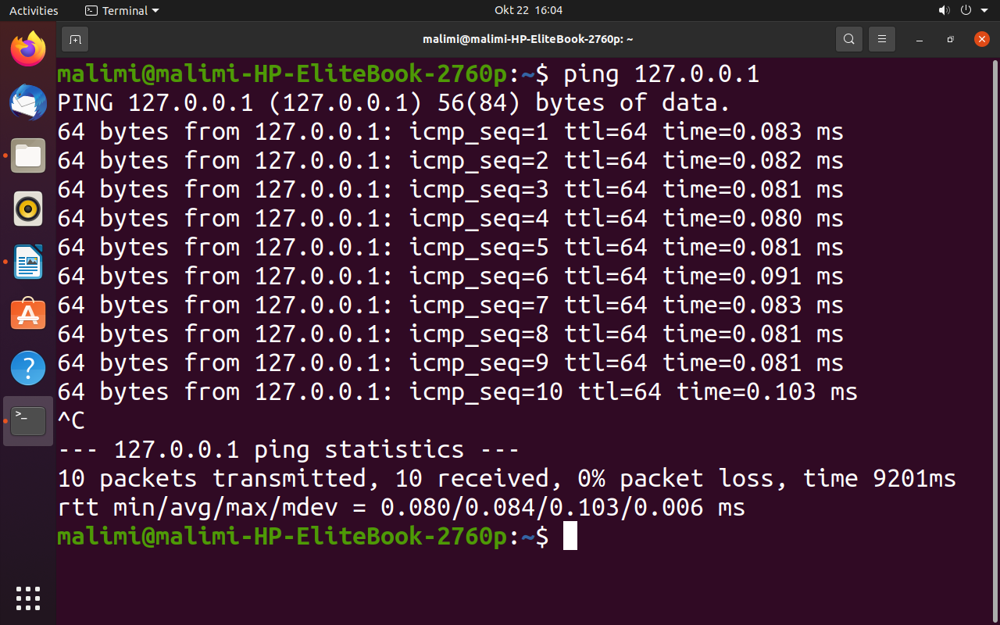 Activities Terminal Okt 22 16:04
malimi@malimi-HP-EliteBook-2760p: ~
malimi@malimi-HP-EliteBook-2760p:~$ ping 127.0.0.1
PING 127.0.0.1 (127.0.0.1) 56(84) bytes of data.
64 bytes from 127.0.0.1: icmp_seq=1 ttl=64 time=0.083 ms
64 bytes from 127.0.0.1: icmp_seq=2 ttl=64 time=0.082 ms
64 bytes from 127.0.0.1: icmp_seq=3 ttl=64 time=0.081 ms
64 bytes from 127.0.0.1: icmp_seq=4 ttl=64 time=0.080 ms
64 bytes from 127.0.0.1: icmp_seq=5 ttl=64 time=0.081 ms
64 bytes from 127.0.0.1: icmp_seq=6 ttl=64 time=0.091 ms
64 bytes from 127.0.0.1: icmp_seq=7 ttl=64 time=0.083 ms
64 bytes from 127.0.0.1: icmp_seq=8 ttl=64 time=0.081 ms
64 bytes from 127.0.0.1: icmp_seq=9 ttl=64 time=0.081 ms
64 bytes from 127.0.0.1: icmp_seq=10 ttl=64 time=0.103 ms
^C
--- 127.0.0.1 ping statistics ---
10 packets transmitted, 10 received, 0% packet loss, time 9201ms
rtt min/avg/max/mdev = 0.080/0.084/0.103/0.006 ms
malimi@malimi-HP-EliteBook-2760p:~$